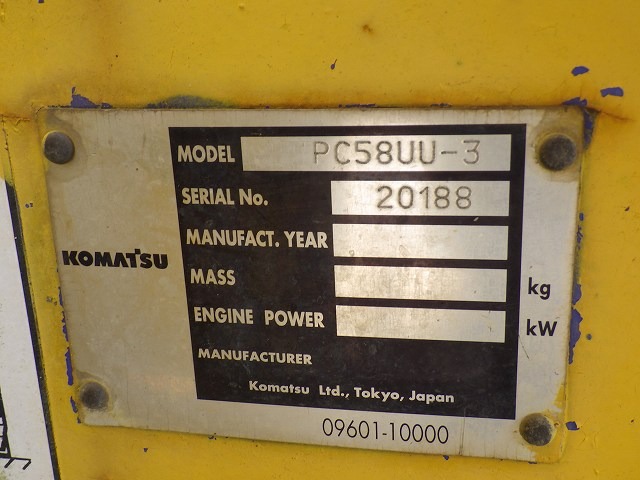 MODEL PC58UU-3
SERIAL No. 20188
MANUFACT. YEAR
KOMATSU
MASS kg
ENGINE POWER kW
MANUFACTURER
Komatsu Ltd., Tokyo, Japan
09601-10000